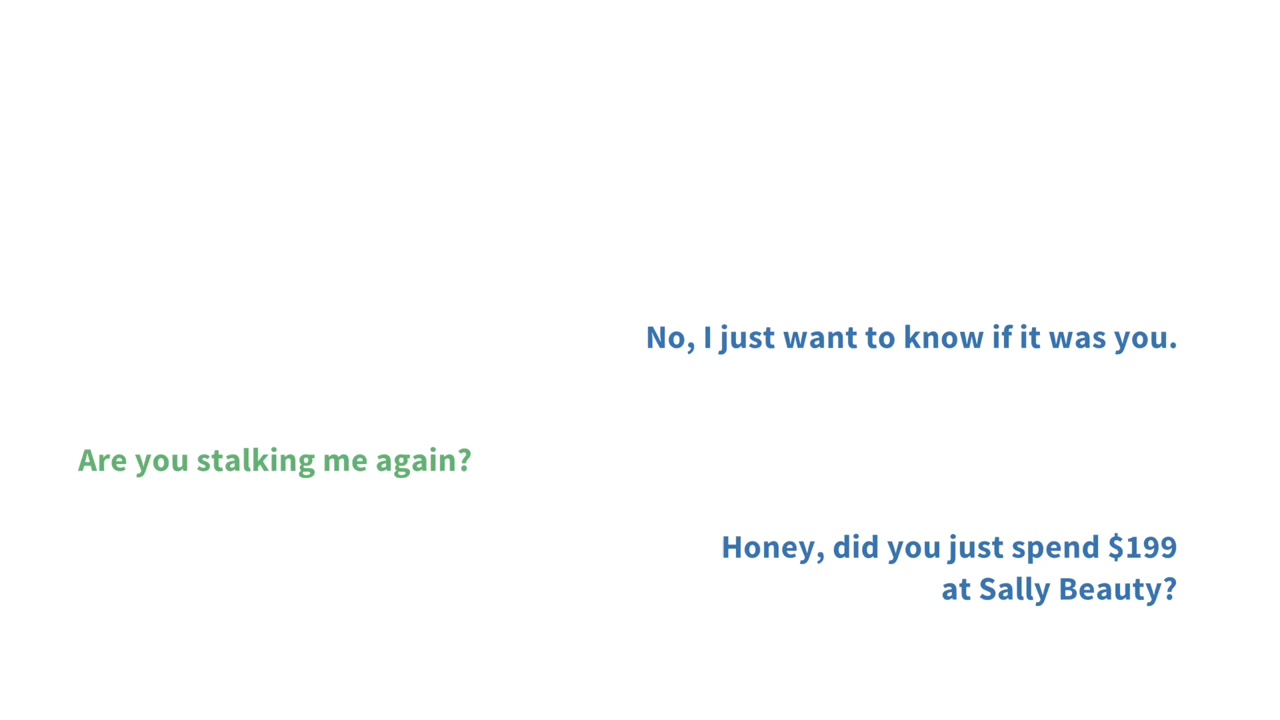 No, I just want to know if it was you.
Are you stalking me again?
Honey, did you just spend $199
at Sally Beauty?